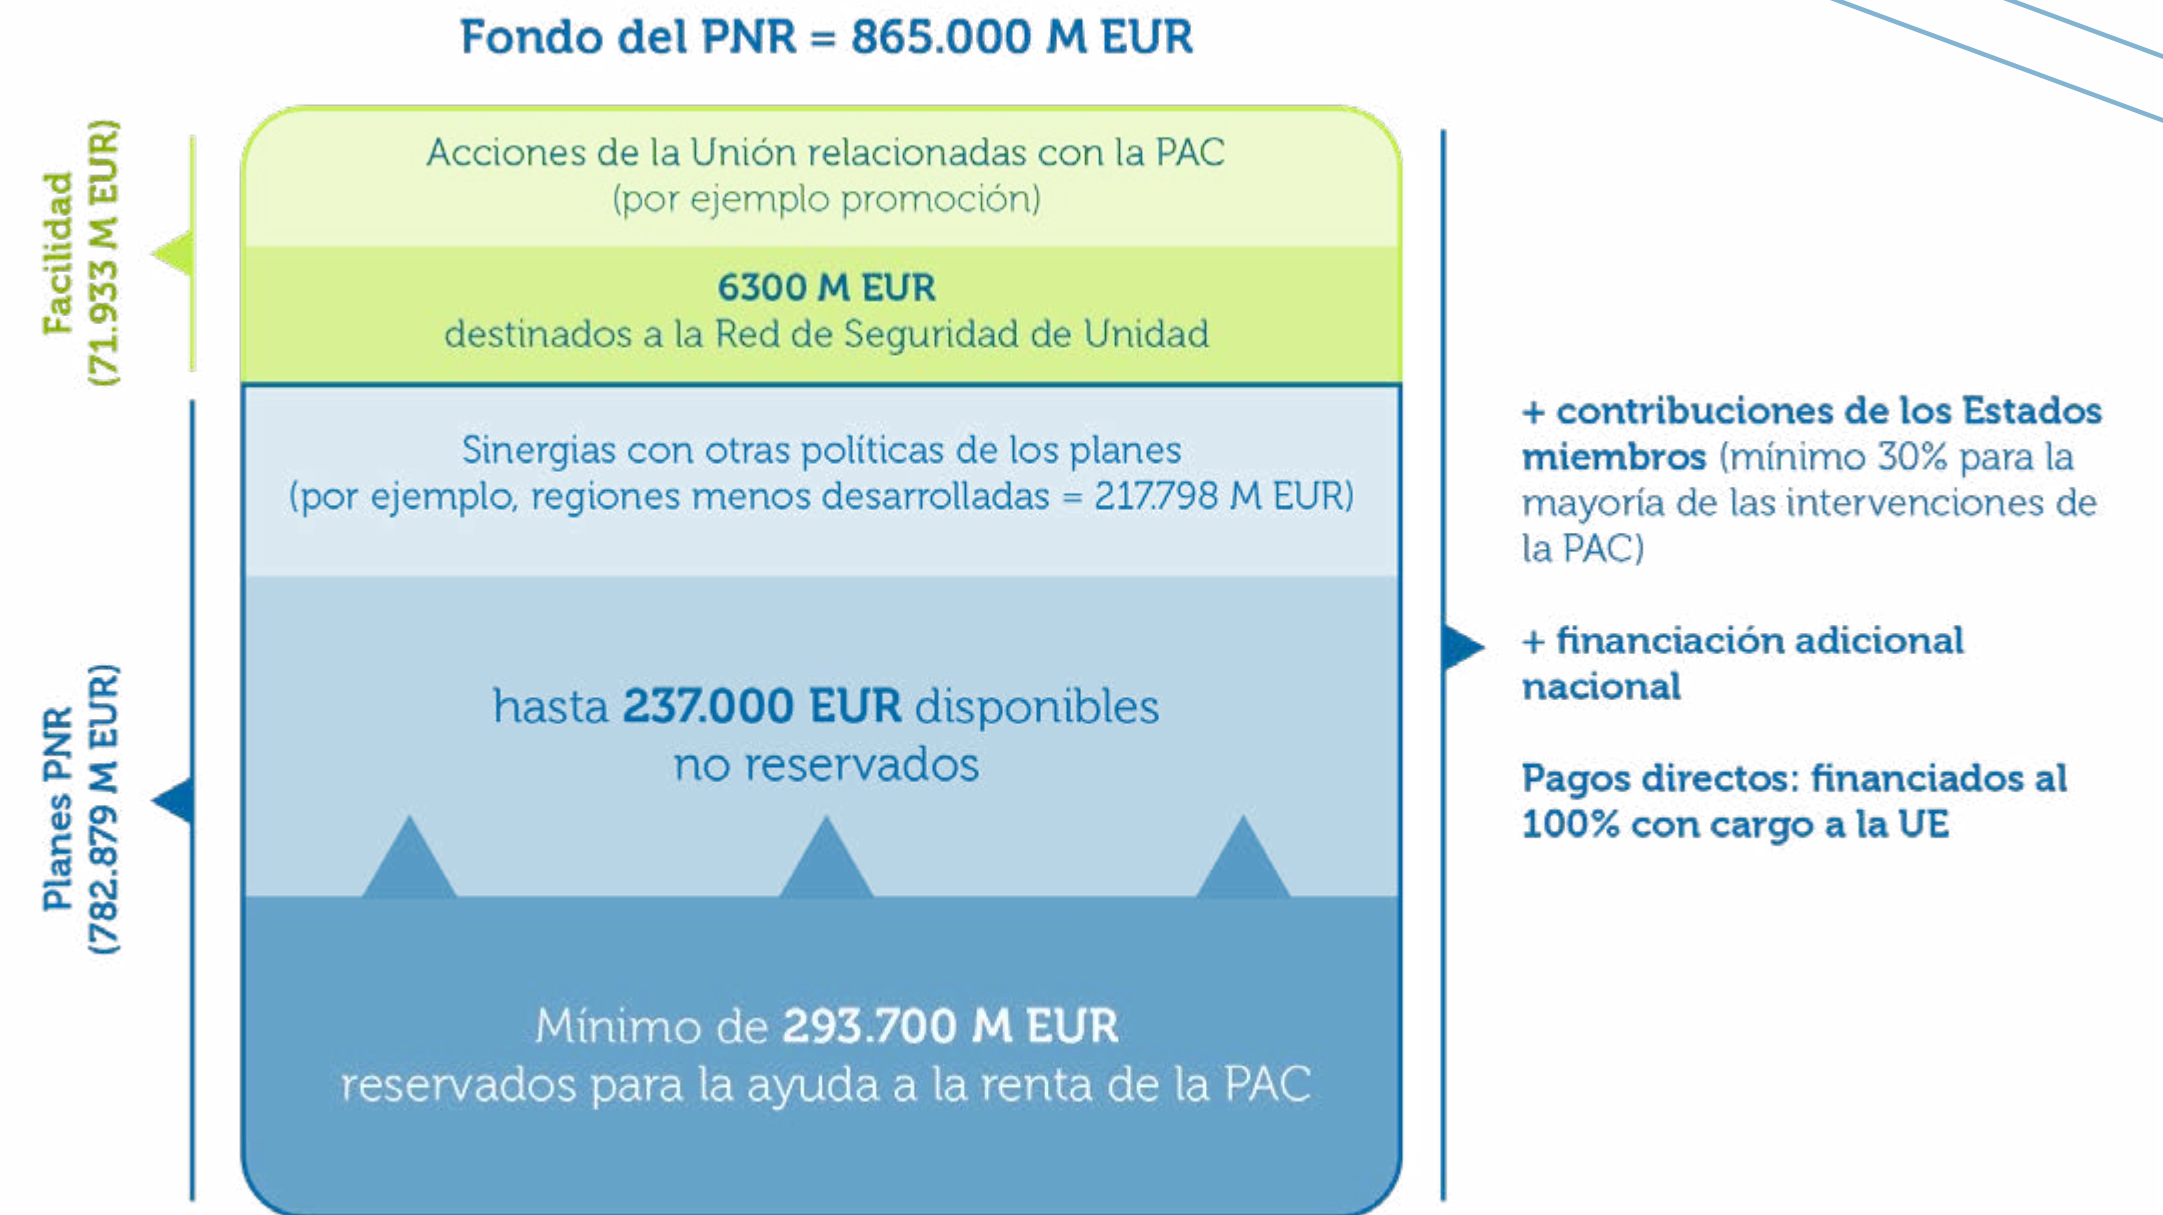 Fondo del PNR = 865.000 M EUR
Facilidad
(71.933 M EUR)
Acciones de la Unión relacionadas con la PAC
(por ejemplo promoción)
6300 M EUR
destinados a la Red de Seguridad de Unidad
Planes PNR
(782.879 M EUR)
Sinergias con otras políticas de los planes
(por ejemplo, regiones menos desarrolladas = 217.798 M EUR)
hasta 237.000 EUR disponibles
no reservados
Mínimo de 293.700 M EUR
reservados para la ayuda a la renta de la PAC
+ contribuciones de los Estados
miembros (mínimo 30% para la
mayoría de las intervenciones de
la PAC)
+ financiación adicional
nacional
Pagos directos: financiados al
100% con cargo a la UE